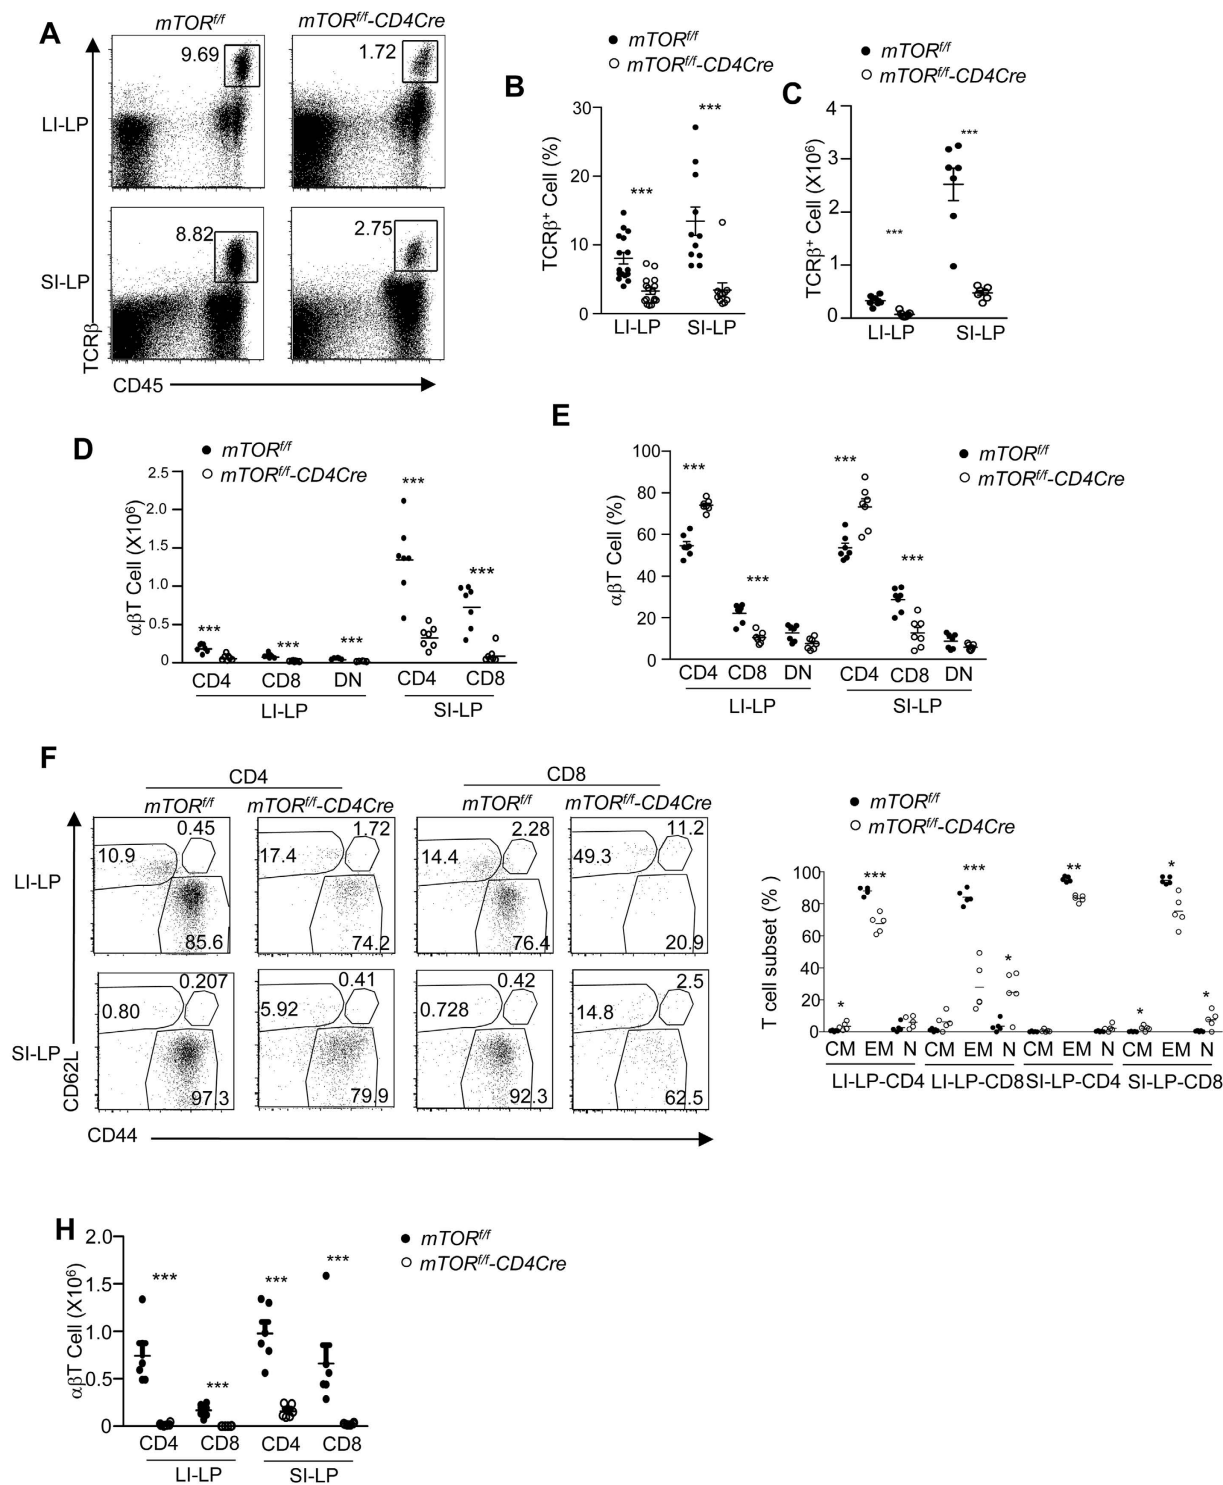 A
mTORf/f
mTORf/f-CD4Cre
9.69
1.72
LI-LP
8.82
2.75
SI-LP
TCRβ
CD45
B
mTORf/f
mTORf/f-CD4Cre
TCRβ+ Cell (%)
30
20
10
0
***
***
LI-LP
SI-LP
C
mTORf/f
mTORf/f-CD4Cre
TCRβ+ Cell (X10⁶)
4
3
2
1
0
***
***
LI-LP
SI-LP
D
mTORf/f
mTORf/f-CD4Cre
αβT Cell (X10⁶)
2.5
2.0
1.5
1.0
0.5
0
***
***
***
***
***
CD4
CD8
DN
CD4
CD8
LI-LP
SI-LP
E
mTORf/f
mTORf/f-CD4Cre
αβT Cell (%)
100
80
60
40
20
0
***
***
***
***
CD4
CD8
DN
CD4
CD8
DN
LI-LP
SI-LP
F
CD4
CD8
mTORf/f
mTORf/f-CD4Cre
mTORf/f
mTORf/f-CD4Cre
LI-LP
0.45
10.9
85.6
1.72
17.4
74.2
2.28
14.4
76.4
11.2
49.3
20.9
SI-LP
0.207
0.80
97.3
0.41
5.92
79.9
0.42
0.728
92.3
2.5
14.8
62.5
CD62L
CD44
mTORf/f
mTORf/f-CD4Cre
T cell subset (% )
100
80
60
40
20
0
*
***
***
*
**
*
*
*
CM EM N CM EM N CM EM N CM EM N
LI-LP-CD4 LI-LP-CD8 SI-LP-CD4 SI-LP-CD8
H
mTORf/f
mTORf/f-CD4Cre
αβT Cell (X10⁶)
2.0
1.5
1.0
0.5
0
***
***
***
***
CD4
CD8
CD4
CD8
LI-LP
SI-LP